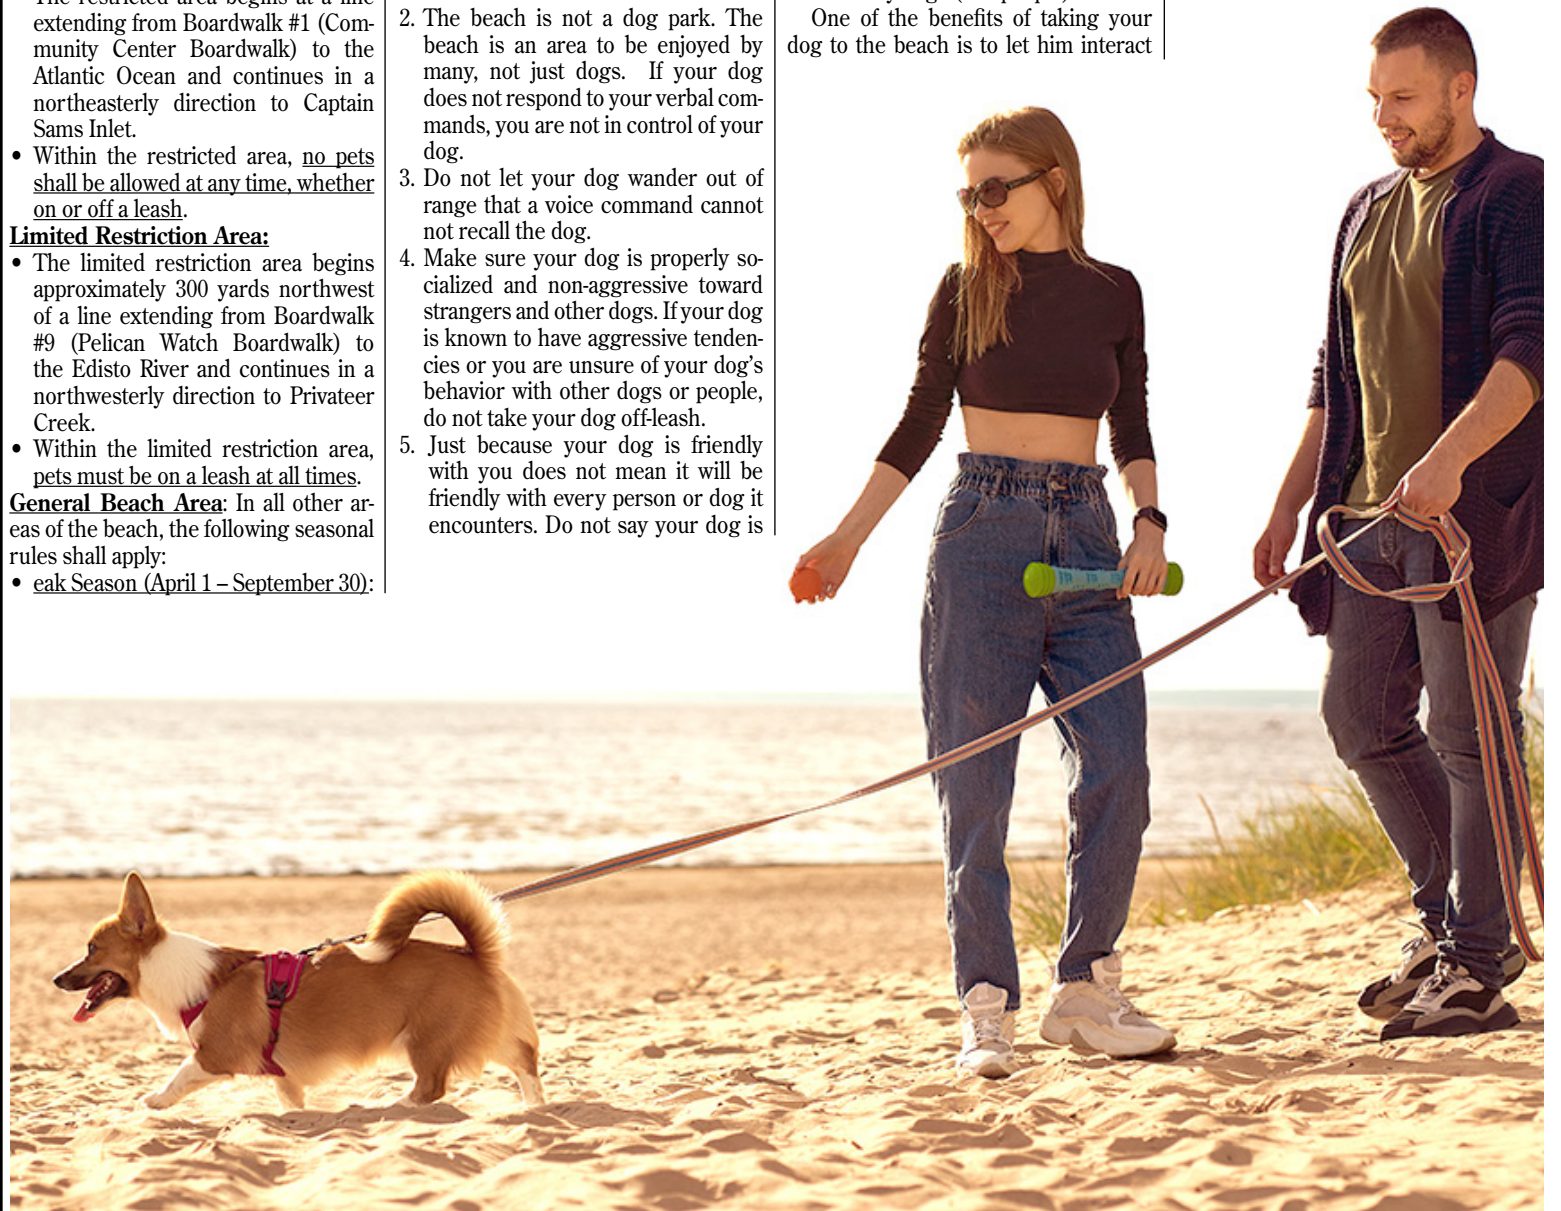 The restricted area begins at a line
extending from Boardwalk #1 (Com-
munity Center Boardwalk) to the
Atlantic Ocean and continues in a
northeasterly direction to Captain
Sams Inlet.
• Within the restricted area, no pets
shall be allowed at any time, whether
on or off a leash.
Limited Restriction Area:
• The limited restriction area begins
approximately 300 yards northwest
of a line extending from Boardwalk
#9 (Pelican Watch Boardwalk) to
the Edisto River and continues in a
northwesterly direction to Privateer
Creek.
• Within the limited restriction area,
pets must be on a leash at all times.
General Beach Area: In all other ar-
eas of the beach, the following seasonal
rules shall apply:
• eak Season (April 1 – September 30):
2. The beach is not a dog park. The
beach is an area to be enjoyed by
many, not just dogs. If your dog
does not respond to your verbal com-
mands, you are not in control of your
dog.
3. Do not let your dog wander out of
range that a voice command cannot
not recall the dog.
4. Make sure your dog is properly so-
cialized and non-aggressive toward
strangers and other dogs. If your dog
is known to have aggressive tenden-
cies or you are unsure of your dog's
behavior with other dogs or people,
do not take your dog off-leash.
5. Just because your dog is friendly
with you does not mean it will be
friendly with every person or dog it
encounters. Do not say your dog is
One of the benefits of taking your
dog to the beach is to let him interact